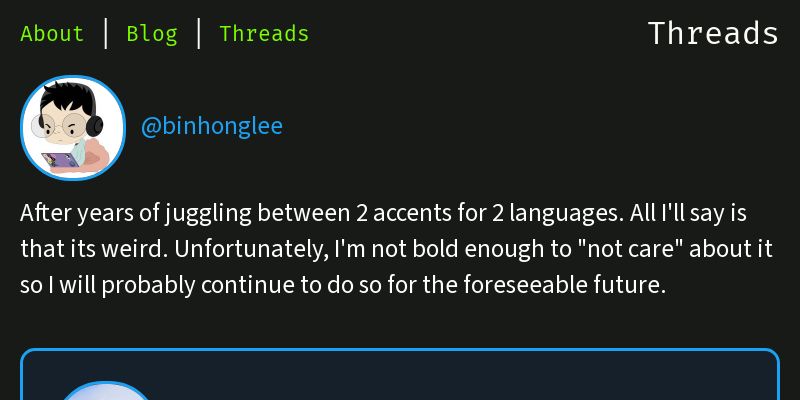 About | Blog | Threads Threads
@binhonglee
After years of juggling between 2 accents for 2 languages. All I'll say is
that its weird. Unfortunately, I'm not bold enough to "not care" about it
so I will probably continue to do so for the foreseeable future.